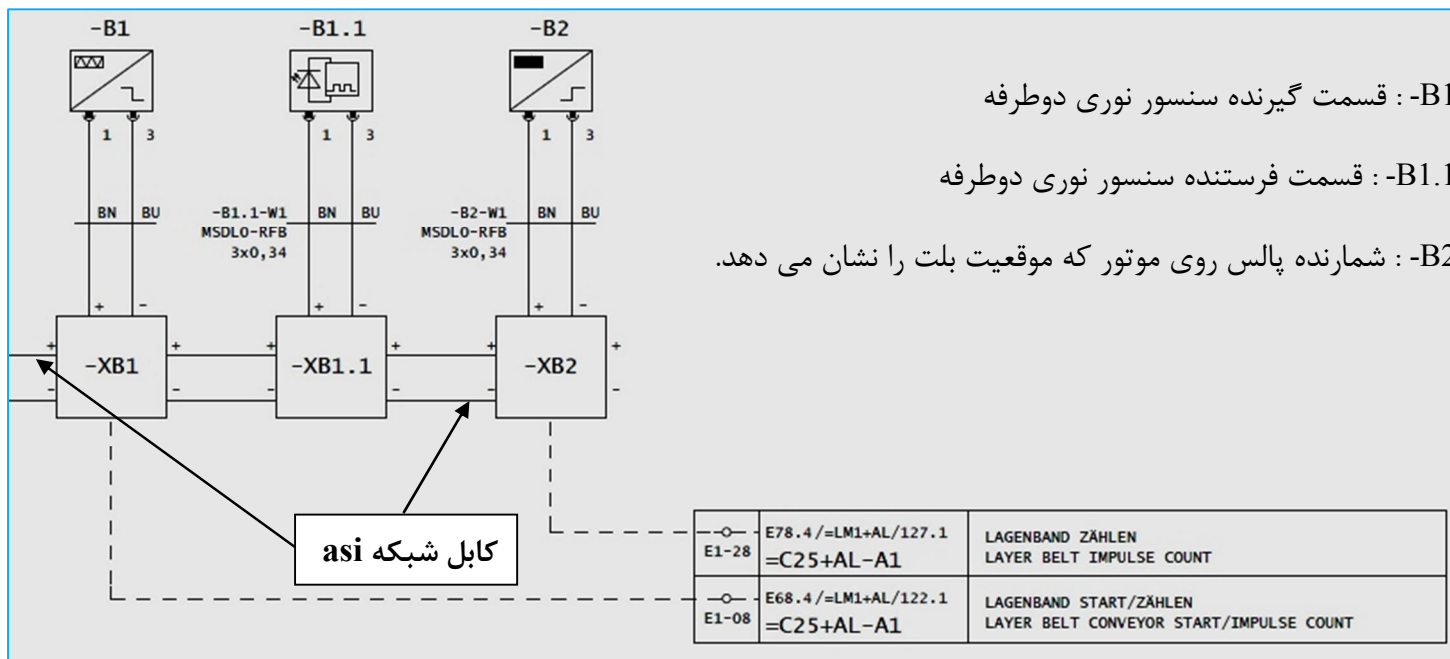 -B1 -B1.1 -B2
-B1 : قسمت گیرنده سنسور نوری دوطرفه
1 3 1 3 1 3
-B1.1 : قسمت فرستنده سنسور نوری دوطرفه
BN BU -B1.1-W1 BN BU -B2-W1 BN BU
MSDLO-RFB MSDLO-RFB
3x0,34 3x0,34
-B2 : شمارنده پالس روی موتور که موقعیت بلت را نشان می دهد.
+ - + - + -
+ + + + + +
-XB1 -XB1.1 -XB2
- - - - - -
کابل شبکه asi
E78.4/=LM1+AL/127.1 LAGENBAND ZÄHLEN
E1-28 =C25+AL-A1 LAYER BELT IMPULSE COUNT
E68.4/=LM1+AL/122.1 LAGENBAND START/ZÄHLEN
E1-08 =C25+AL-A1 LAYER BELT CONVEYOR START/IMPULSE COUNT